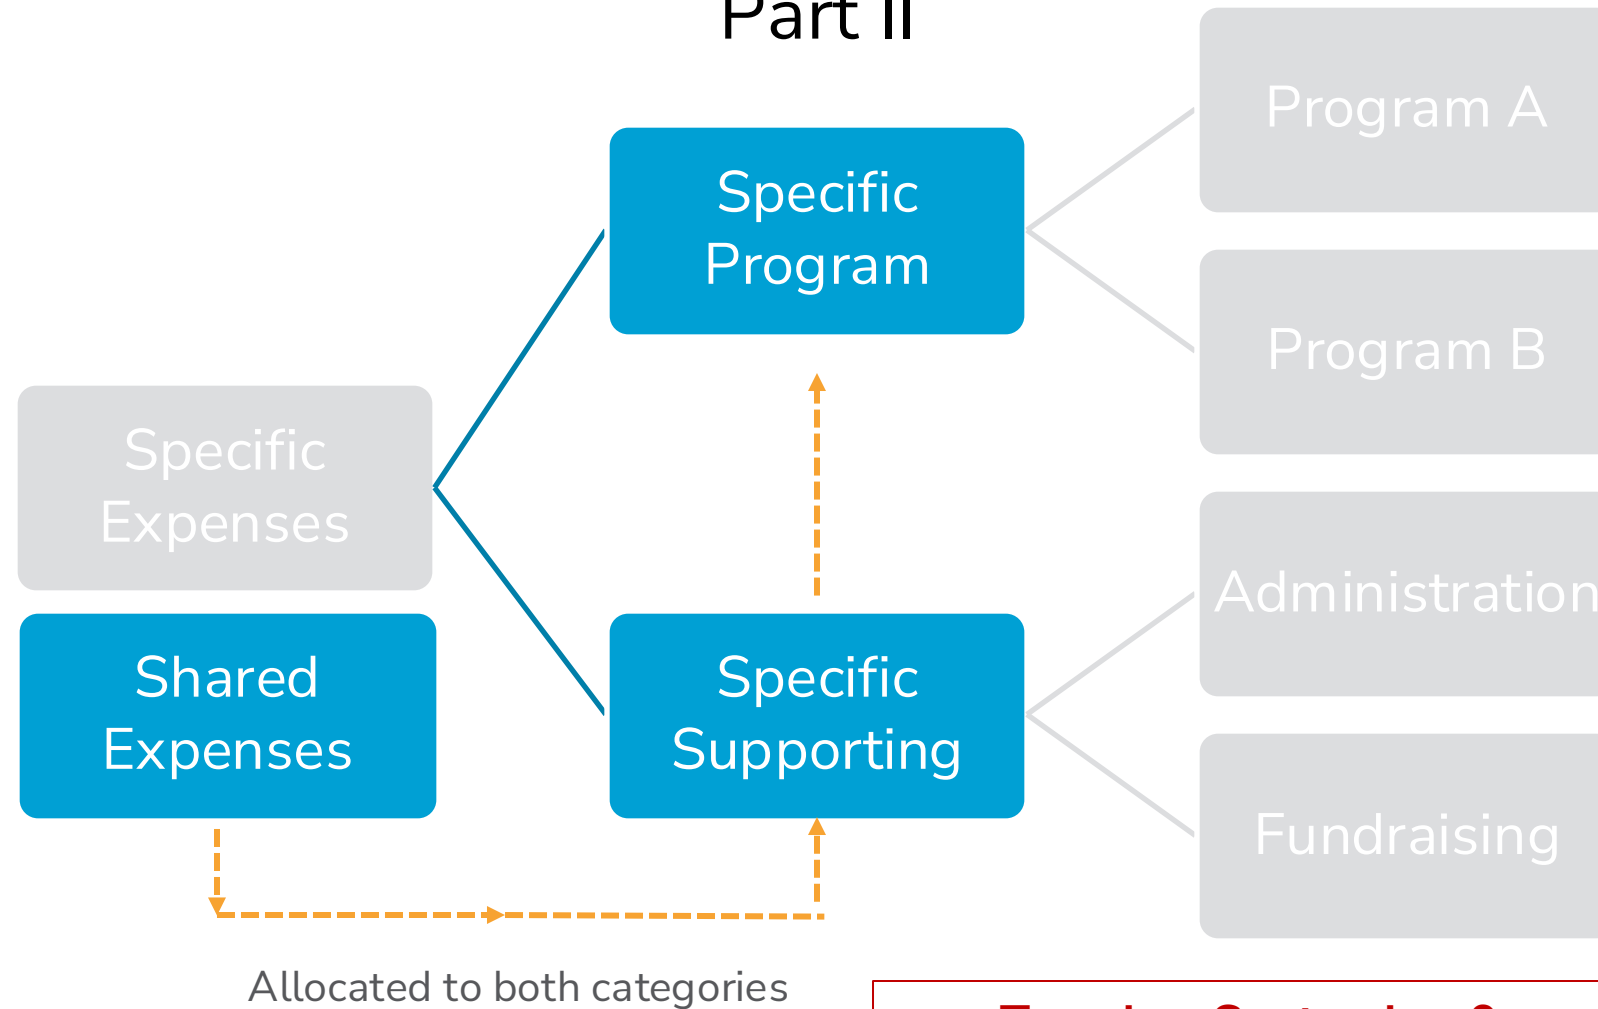 Part II
Specific
Program
Program A
Program B
Specific
Expenses
Shared
Expenses
Specific
Supporting
Administration
Fundraising
Allocated to both categories